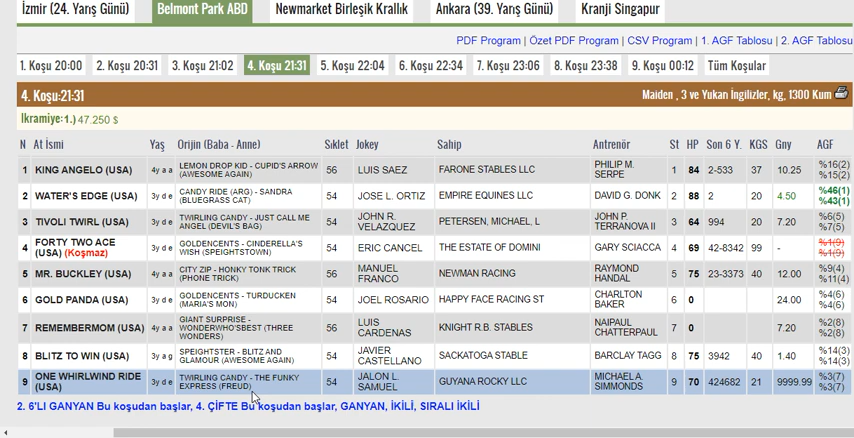 İzmir (24. Yarış Günü) Belmont Park ABD Newmarket Birleşik Krallık Ankara (39. Yarış Günü) Kranji Singapur
PDF Program | Özet PDF Program | CSV Program | 1. AGF Tablosu | 2. AGF Tablosu
1. Koşu 20:00 2. Koşu 20:31 3. Koşu 21:02 4. Koşu 21:31 5. Koşu 22:04 6. Koşu 22:34 7. Koşu 23:06 8. Koşu 23:38 9. Koşu 00:12 Tüm Koşular
4. Koşu:21:31 Maiden , 3 ve Yukarı İngilizler, kg, 1300 Kum
Ikramiye:1.) 47.250 $
N At İsmi Yaş Orijin (Baba - Anne) Sıklet Jokey Sahip Antrenör St HP Son 6 Y. KGS Gny AGF
1 KING ANGELO (USA) 4y a a LEMON DROP KID - CUPID'S ARROW (AWESOME AGAIN) 56 LUIS SAEZ FARONE STABLES LLC PHILIP M. SERPE 1 84 2-533 37 10.25 %16(2) %15(2)
2 WATER'S EDGE (USA) 3y d e CANDY RIDE (ARG) - SANDRA (BLUEGRASS CAT) 54 JOSE L. ORTIZ EMPIRE EQUINES LLC DAVID G. DONK 2 88 2 20 4.50 %46(1) %43(1)
3 TIVOLI TWIRL (USA) 3y d e TWIRLING CANDY - JUST CALL ME ANGEL (DEVIL'S BAG) 54 JOHN R. VELAZQUEZ PETERSEN, MICHAEL, L JOHN P. TERRANOVA II 3 64 994 20 7.20 %6(5) %7(5)
4 FORTY TWO ACE (USA) (Koşmaz) 3y d e GOLDENCENTS - CINDERELLA'S WISH (SPEIGHTSTOWN) 54 ERIC CANCEL THE ESTATE OF DOMINI GARY SCIACCA 4 69 42-8342 99 - %1(9) %1(9)
5 MR. BUCKLEY (USA) 4y a a CITY ZIP - HONKY TONK TRICK (PHONE TRICK) 56 MANUEL FRANCO NEWMAN RACING RAYMOND HANDAL 5 75 23-3373 40 12.00 %9(4) %11(4)
6 GOLD PANDA (USA) 3y d e GOLDENCENTS - TURDUCKEN (MARIA'S MON) 54 JOEL ROSARIO HAPPY FACE RACING ST CHARLTON BAKER 6 0 24.00 %4(6) %4(6)
7 REMEMBERMOM (USA) 4y a a GIANT SURPRISE - WONDERWHO'SBEST (THREE WONDERS) 56 LUIS CARDENAS KNIGHT R.B. STABLES NAIPAUL CHATTERPAUL 7 0 7.20 %2(8) %2(8)
8 BLITZ TO WIN (USA) 3y a g SPEIGHTSTER - BLITZ AND GLAMOUR (AWESOME AGAIN) 54 JAVIER CASTELLANO SACKATOGA STABLE BARCLAY TAGG 8 75 3942 40 1.40 %14(3) %14(3)
9 ONE WHIRLWIND RIDE (USA) 3y d e TWIRLING CANDY - THE FUNKY EXPRESS (FREUD) 54 JALON L. SAMUEL GUYANA ROCKY LLC MICHAEL A SIMMONDS 9 70 424682 21 9999.99 %3(7) %3(7)
2. 6'LI GANYAN Bu koşudan başlar, 4. ÇİFTE Bu koşudan başlar, GANYAN, İKİLİ, SIRALI İKİLİ